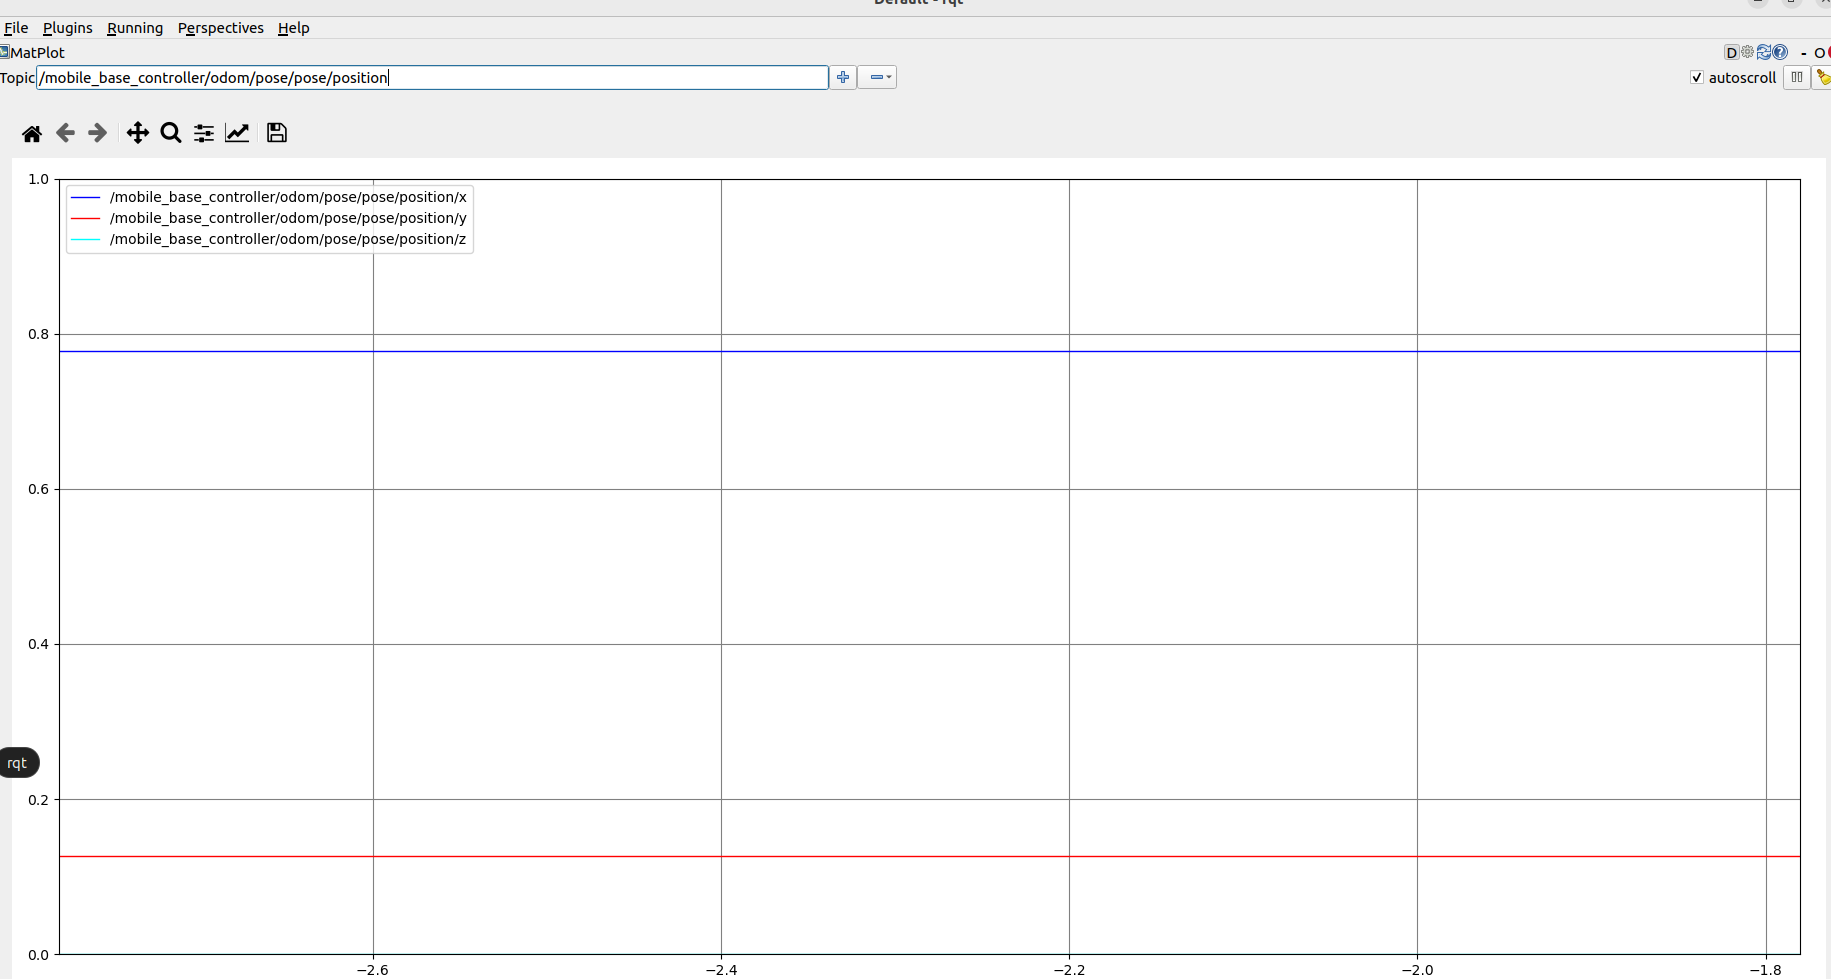 Default - rqt
File Plugins Running Perspectives Help
MatPlot D - O
Topic /mobile_base_controller/odom/pose/pose/position autoscroll
1.0
/mobile_base_controller/odom/pose/pose/position/x
/mobile_base_controller/odom/pose/pose/position/y
/mobile_base_controller/odom/pose/pose/position/z
0.8
0.6
0.4
rqt
0.2
0.0
−2.6 −2.4 −2.2 −2.0 −1.8